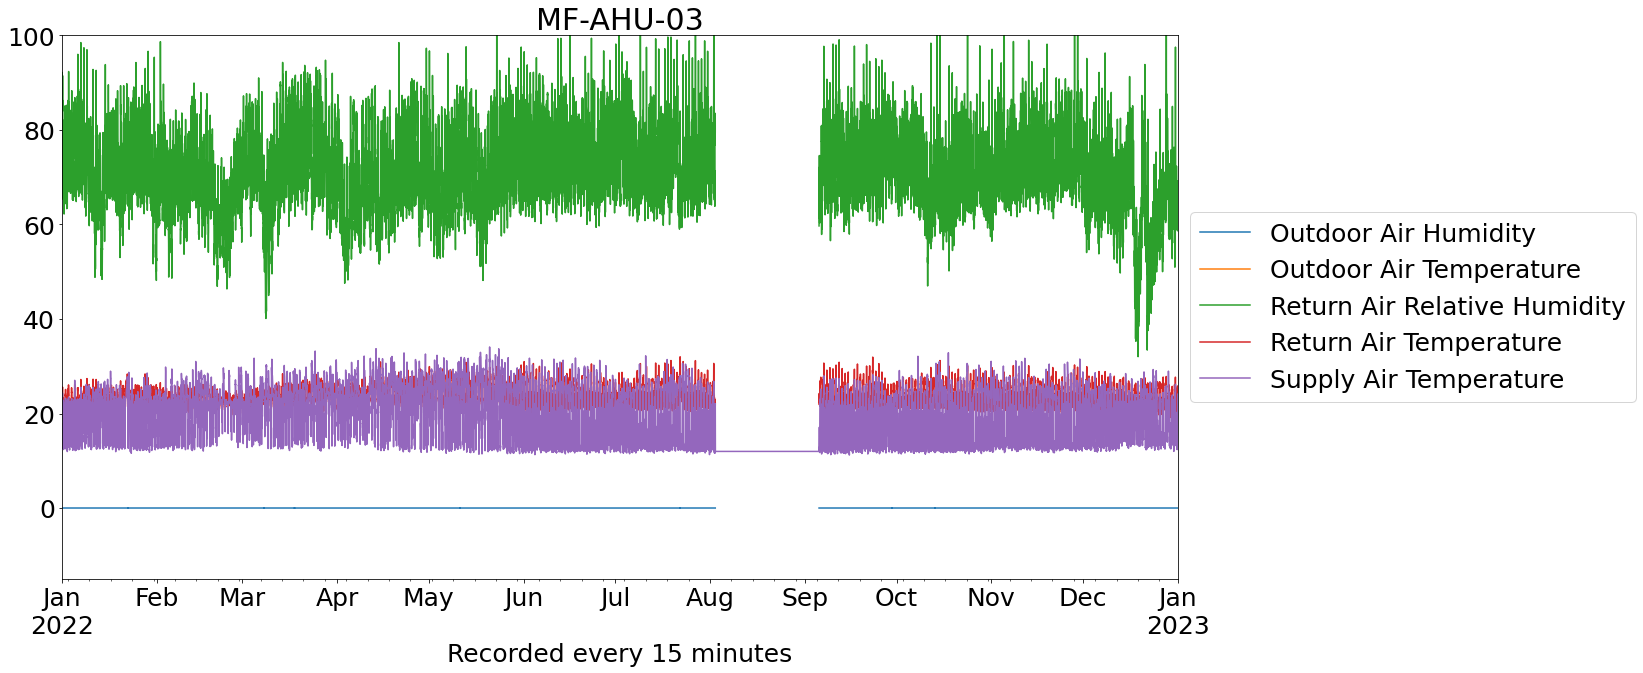 MF-AHU-03
100
80
60
40
20
0
Jan Feb Mar Apr May Jun Jul Aug Sep Oct Nov Dec Jan
2022 2023
Recorded every 15 minutes
Outdoor Air Humidity
Outdoor Air Temperature
Return Air Relative Humidity
Return Air Temperature
Supply Air Temperature